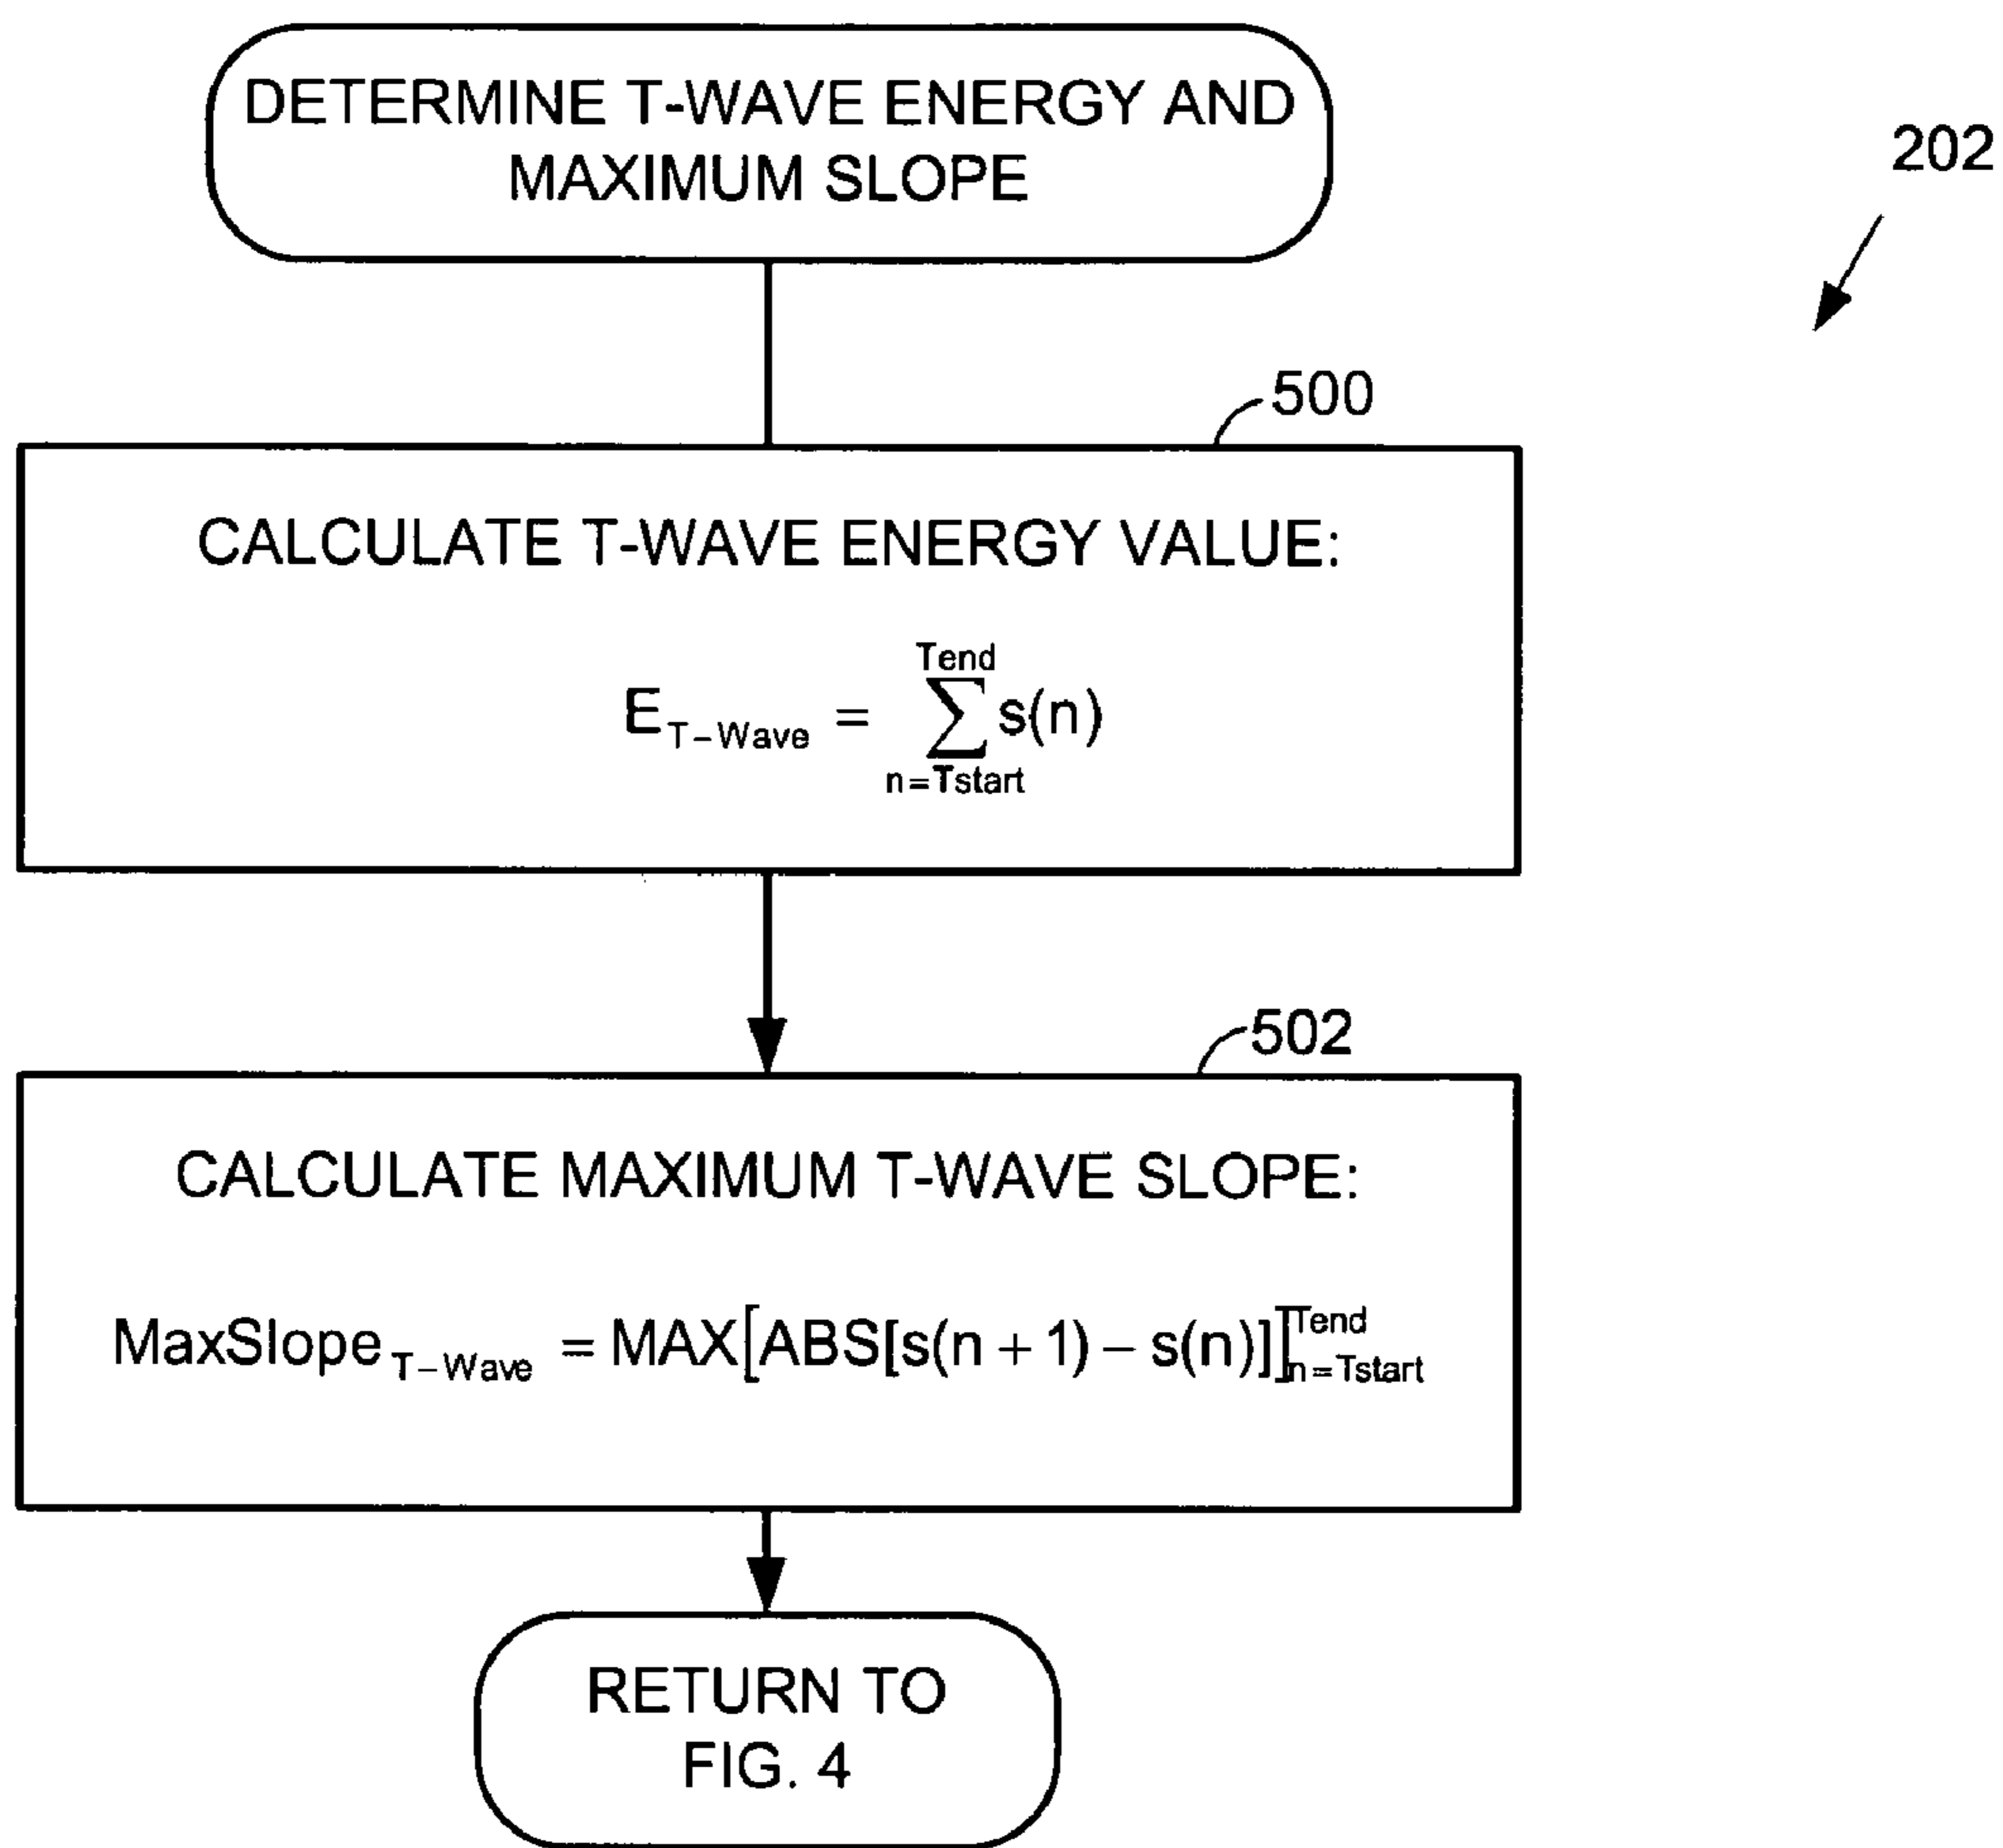 DETERMINE T-WAVE ENERGY AND
MAXIMUM SLOPE
202
500
CALCULATE T-WAVE ENERGY VALUE:
E T-Wave = ∑ n=Tstart Tend s(n)
502
CALCULATE MAXIMUM T-WAVE SLOPE:
MaxSlope T-Wave = MAX[ABS[s(n + 1) – s(n)]] n=Tstart Tend
RETURN TO
FIG. 4